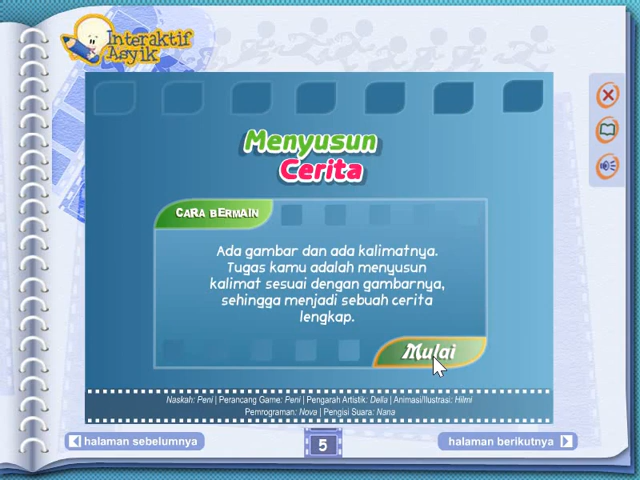 Interaktif
Asyik
Menyusun
Cerita
CARA BERMAIN
Ada gambar dan ada kalimatnya.
Tugas kamu adalah menyusun
kalimat sesuai dengan gambarnya,
sehingga menjadi sebuah cerita
lengkap.
Mulai
Naskah: Peni | Perancang Game: Peni | Pengarah Artistik: Della | Animasi/Ilustrasi: Hilmi
Pemrograman: Nova | Pengisi Suara: Nana
halaman sebelumnya
5
halaman berikutnya